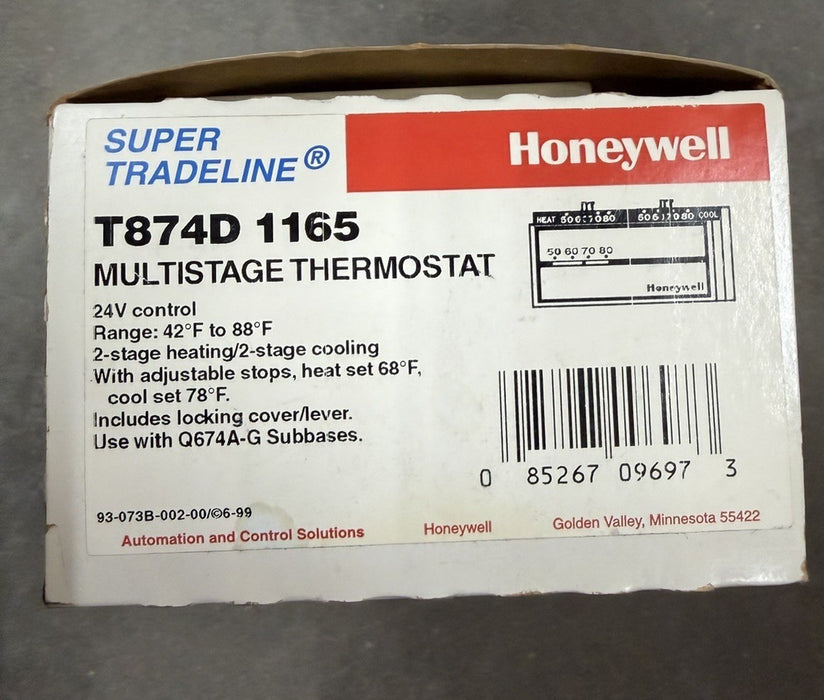 SUPER
TRADELINE®
Honeywell
T874D 1165
MULTISTAGE THERMOSTAT
24V control
Range: 42°F to 88°F
2-stage heating/2-stage cooling
With adjustable stops, heat set 68°F,
cool set 78°F.
Includes locking cover/lever.
Use with Q674A-G Subbases.
HEAT 50 60 70 80 50 60 70 80 COOL
50 60 70 80
Honeywell
0 85267 09697 3
93-073B-002-00/©6-99
Automation and Control Solutions Honeywell Golden Valley, Minnesota 55422